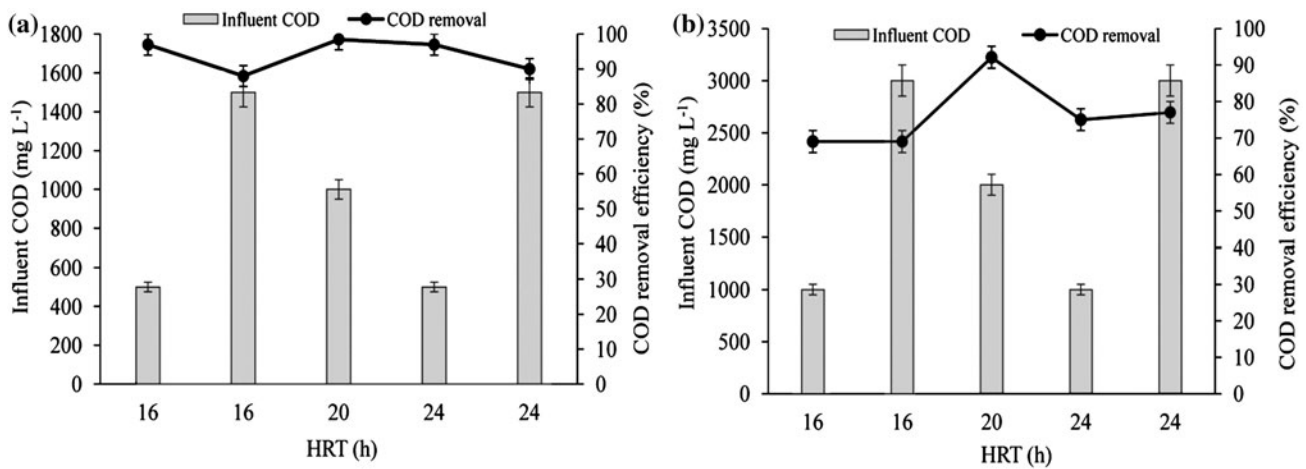 (a)
Influent COD
COD removal
1800
1600
1400
1200
1000
800
600
400
200
0
Influent COD (mg L-1)
100
90
80
70
60
50
40
30
20
10
0
COD removal efficiency (%)
16 16 20 24 24
HRT (h)
(b)
Influent COD
COD removal
3500
3000
2500
2000
1500
1000
500
0
Influent COD (mg L-1)
100
90
80
70
60
50
40
30
20
10
0
COD removal efficiency (%)
16 16 20 24 24
HRT (h)